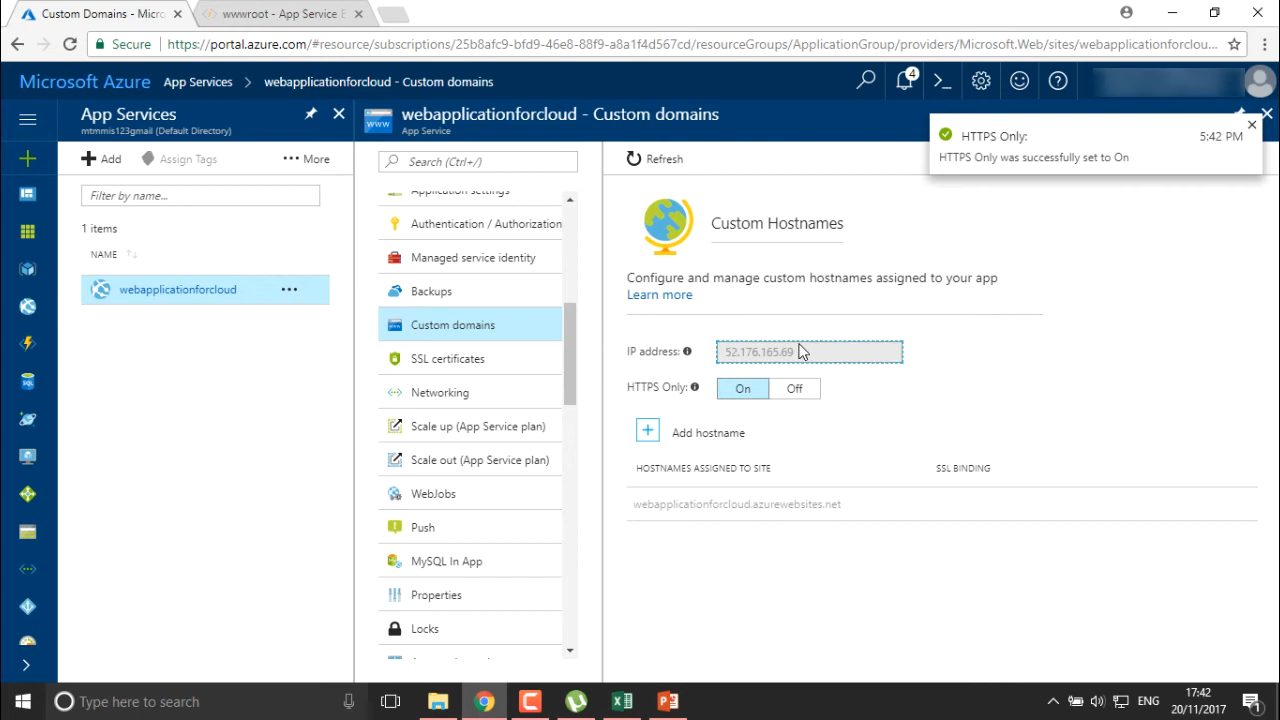 Custom Domains - Micro
wwwroot - App Service E
Secure
https://portal.azure.com/#resource/subscriptions/25b8afc9-bfd9-46e8-88f9-a8a1f4d567cd/resourceGroups/ApplicationGroup/providers/Microsoft.Web/sites/webapplicationforclou...
Microsoft Azure
App Services > webapplicationforcloud - Custom domains
4
App Services
mtmmis123gmail (Default Directory)
Add
Assign Tags
More
Filter by name...
1 items
NAME
webapplicationforcloud
webapplicationforcloud - Custom domains
App Service
Search (Ctrl+/)
Application settings
Authentication / Authorization
Managed service identity
Backups
Custom domains
SSL certificates
Networking
Scale up (App Service plan)
Scale out (App Service plan)
WebJobs
Push
MySQL In App
Properties
Locks
Refresh
HTTPS Only:
5:42 PM
HTTPS Only was successfully set to On
Custom Hostnames
Configure and manage custom hostnames assigned to your app
Learn more
IP address:
52.176.165.69
HTTPS Only:
On
Off
Add hostname
HOSTNAMES ASSIGNED TO SITE
SSL BINDING
webapplicationforcloud.azurewebsites.net
Type here to search
ENG
17:42
20/11/2017
1